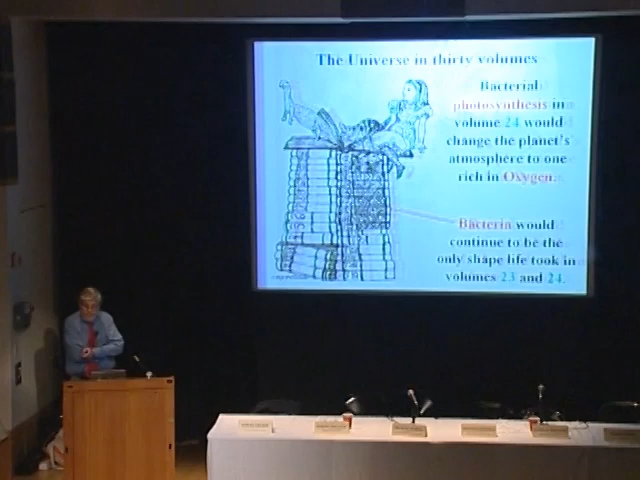 The Universe in thirty volumes
Bacterial
photosynthesis in
volume 24 would
change the planet's
atmosphere to one
rich in Oxygen.
Bacteria would
continue to be the
only shape life took in
volumes 23 and 24.